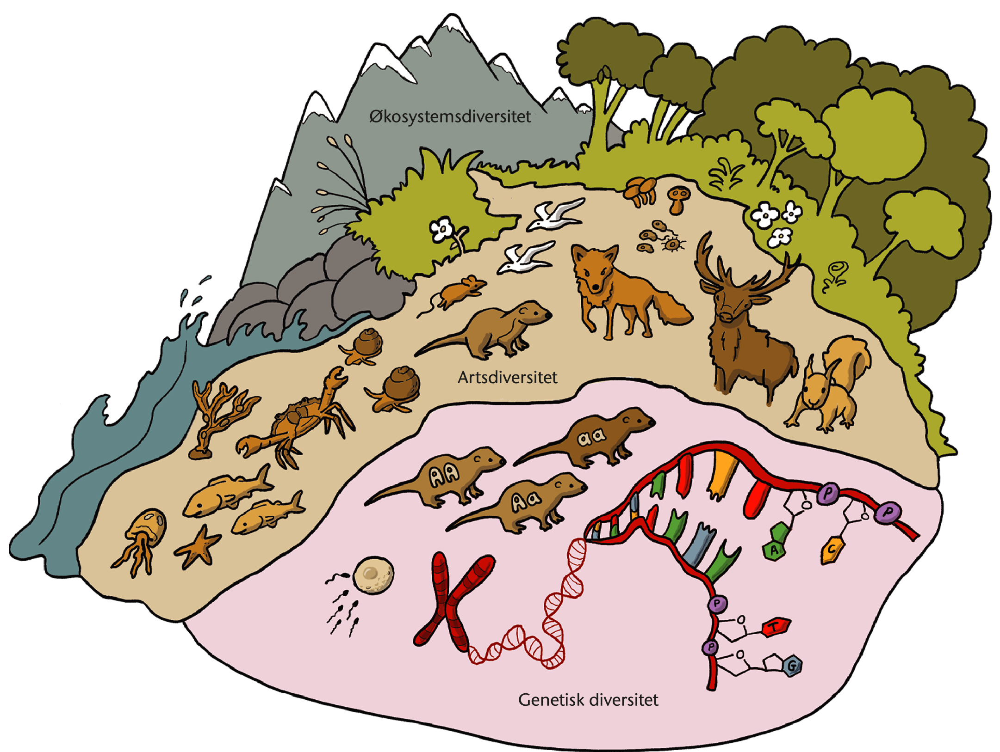 Økosystemsdiversitet
Artsdiversitet
aa
AA
Aa
P
P
A
C
P
T
P
G
Genetisk diversitet